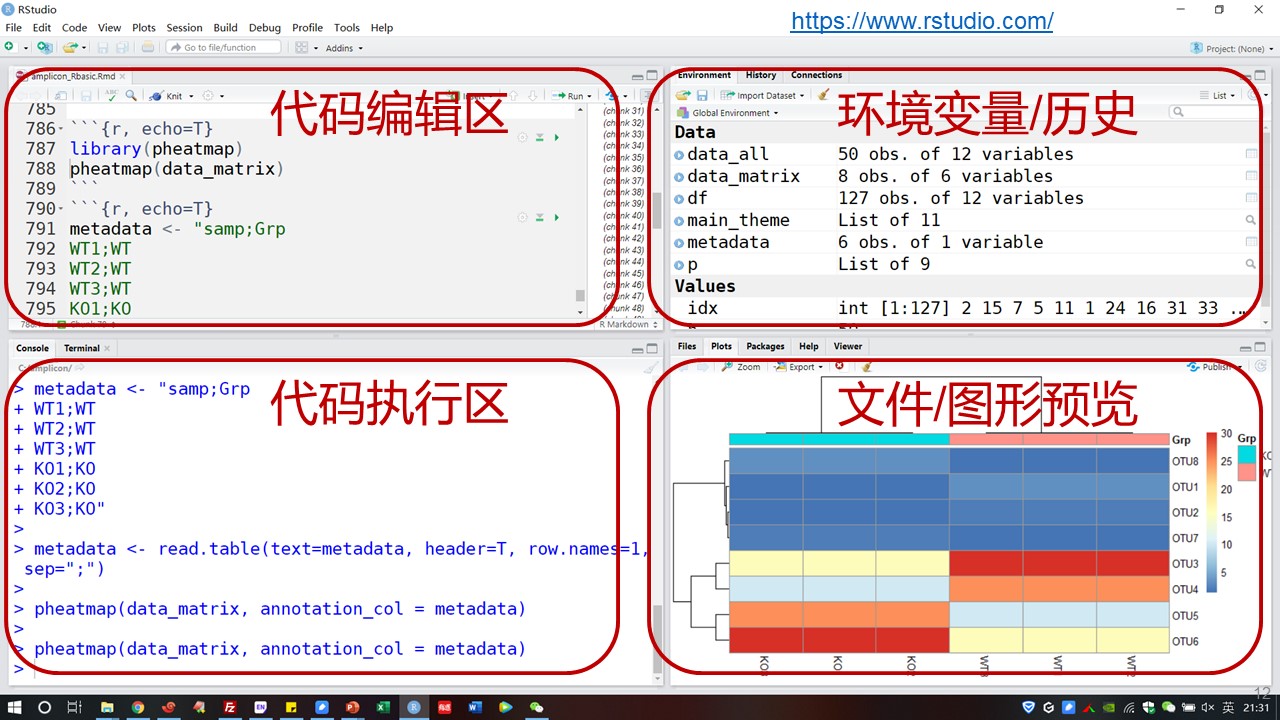 RStudio
https://www.rstudio.com/
File Edit Code View Plots Session Build Debug Profile Tools Help
Go to file/function Addins Project: (None)
amplicon_Rbasic.Rmd
Knit Run
代码编辑区
785
786 ```{r, echo=T}
787 library(pheatmap)
788 pheatmap(data_matrix)
789 ```
790 ```{r, echo=T}
791 metadata <- "samp;Grp
792 WT1;WT
793 WT2;WT
794 WT3;WT
795 KO1;KO
(chunk 31)
(chunk 32)
(chunk 33)
(chunk 34)
(chunk 35)
(chunk 36)
(chunk 37)
(chunk 38)
(chunk 39)
(chunk 40)
(chunk 41)
(chunk 42)
(chunk 43)
(chunk 44)
(chunk 45)
(chunk 46)
(chunk 47)
(chunk 48)
R Markdown
Environment History Connections
Import Dataset List
环境变量/历史
Global Environment
Data
data_all 50 obs. of 12 variables
data_matrix 8 obs. of 6 variables
df 127 obs. of 12 variables
main_theme List of 11
metadata 6 obs. of 1 variable
p List of 9
Values
idx int [1:127] 2 15 7 5 11 1 24 16 31 33 ...
Console Terminal
C:/amplicon/
代码执行区
> metadata <- "samp;Grp
+ WT1;WT
+ WT2;WT
+ WT3;WT
+ KO1;KO
+ KO2;KO
+ KO3;KO"
>
> metadata <- read.table(text=metadata, header=T, row.names=1,
sep=";")
>
> pheatmap(data_matrix, annotation_col = metadata)
>
> pheatmap(data_matrix, annotation_col = metadata)
>
Files Plots Packages Help Viewer
Zoom Export Publish
文件/图形预览
Grp
OTU8
OTU1
OTU2
OTU7
OTU3
OTU4
OTU5
OTU6
30
25
20
15
10
5
Grp
12
英 21:31